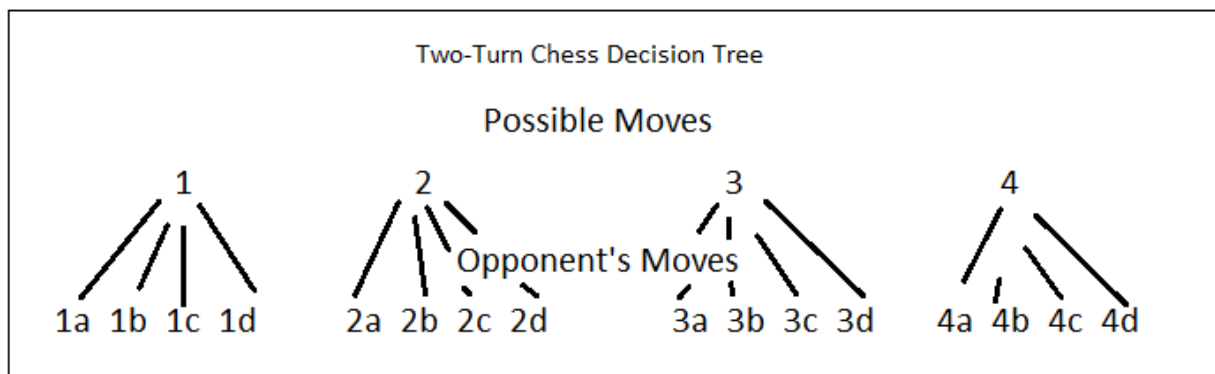 Two-Turn Chess Decision Tree
Possible Moves
1 2 3 4
Opponent's Moves
1a 1b 1c 1d 2a 2b 2c 2d 3a 3b 3c 3d 4a 4b 4c 4d